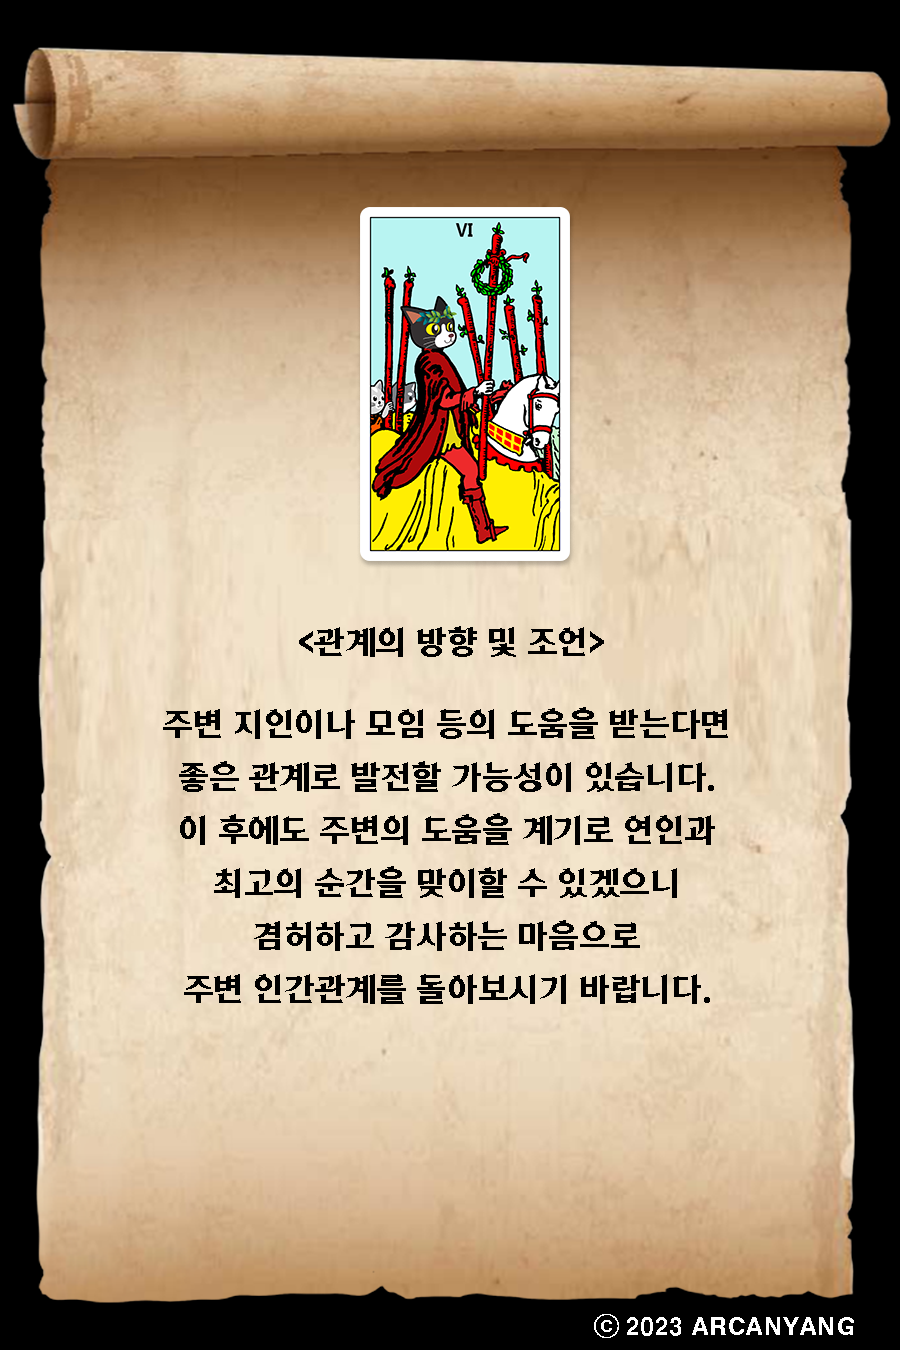 VI
<관계의 방향 및 조언>
주변 지인이나 모임 등의 도움을 받는다면
좋은 관계로 발전할 가능성이 있습니다.
이 후에도 주변의 도움을 계기로 연인과
최고의 순간을 맞이할 수 있겠으니
겸허하고 감사하는 마음으로
주변 인간관계를 돌아보시기 바랍니다.
ⓒ 2023 ARCANYANG